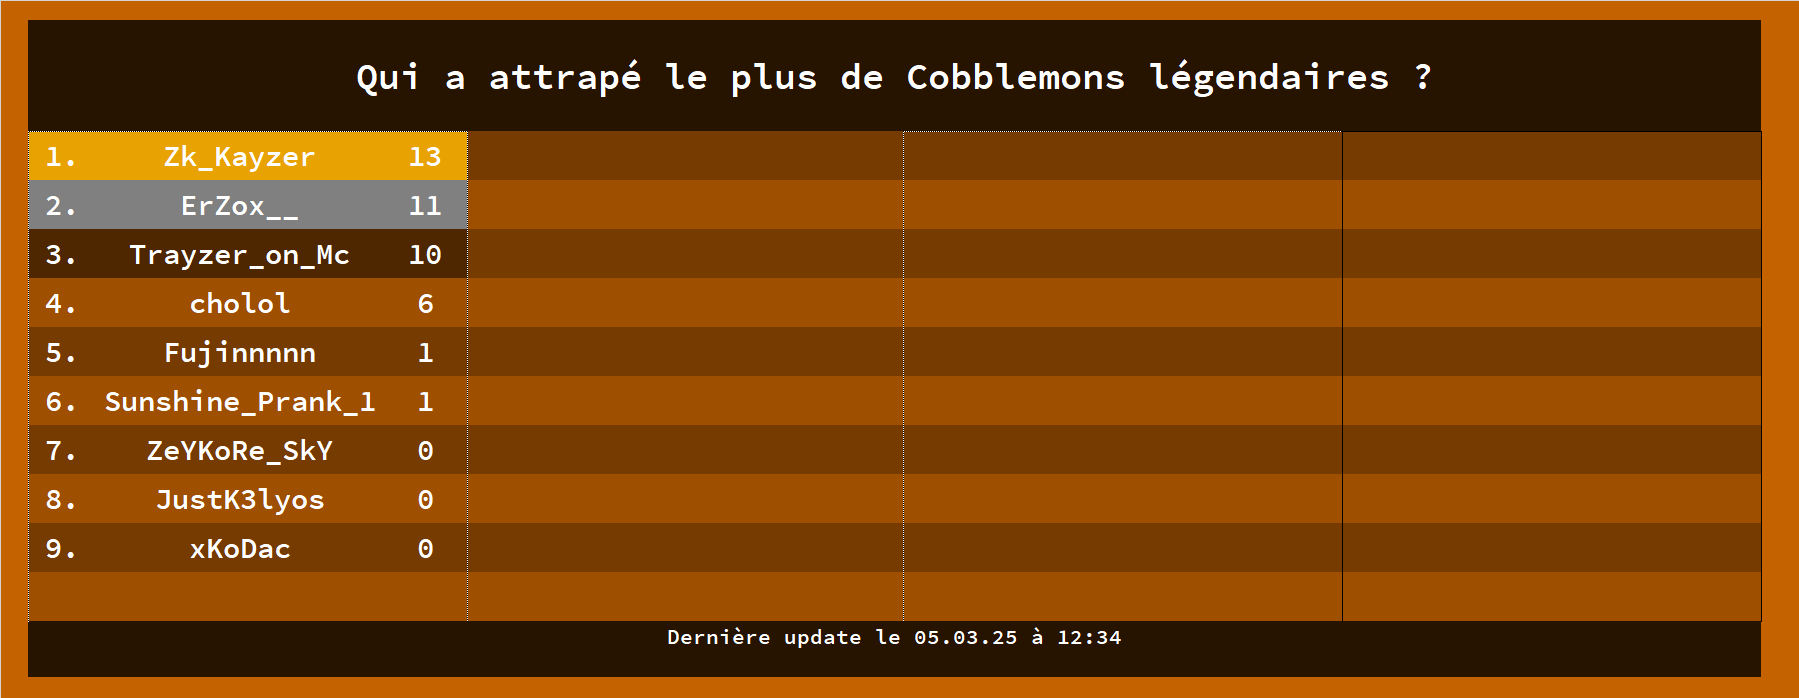 Qui a attrapé le plus de Cobblemons légendaires ?
1. Zk_Kayzer 13
2. ErZox__ 11
3. Trayzer_on_Mc 10
4. cholol 6
5. Fujinnnnn 1
6. Sunshine_Prank_1 1
7. ZeYKoRe_SkY 0
8. JustK3lyos 0
9. xKoDac 0
Dernière update le 05.03.25 à 12:34